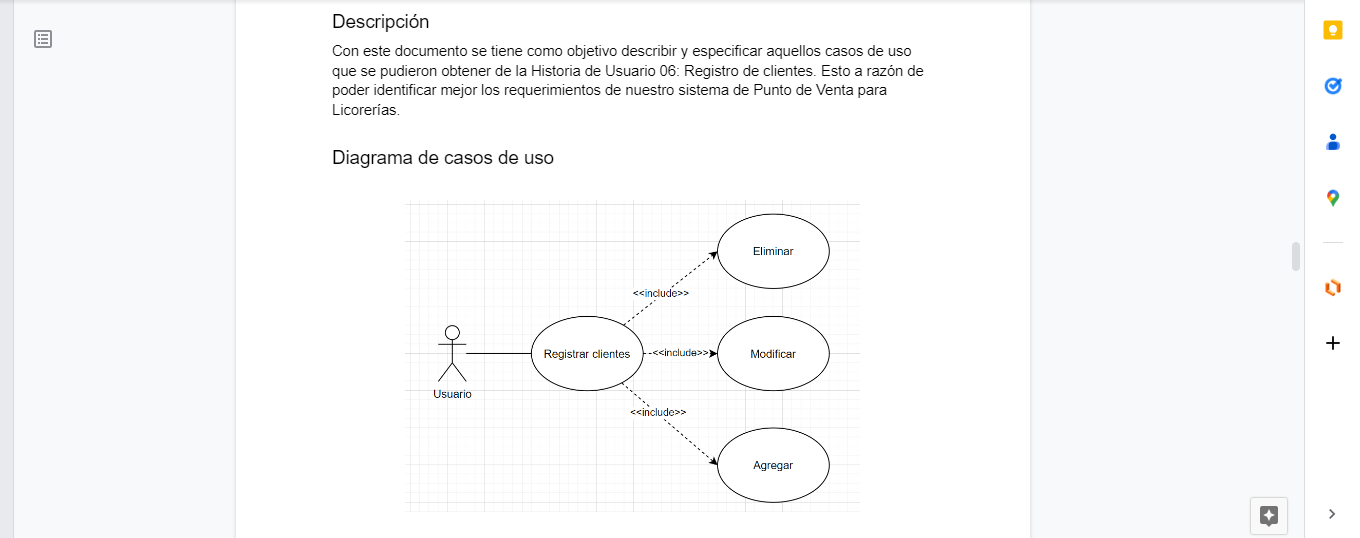 Descripción
Con este documento se tiene como objetivo describir y especificar aquellos casos de uso
que se pudieron obtener de la Historia de Usuario 06: Registro de clientes. Esto a razón de
poder identificar mejor los requerimientos de nuestro sistema de Punto de Venta para
Licorerías.
Diagrama de casos de uso
Eliminar
<<include>>
Registrar clientes
<<include>>
Modificar
Usuario
<<include>>
Agregar